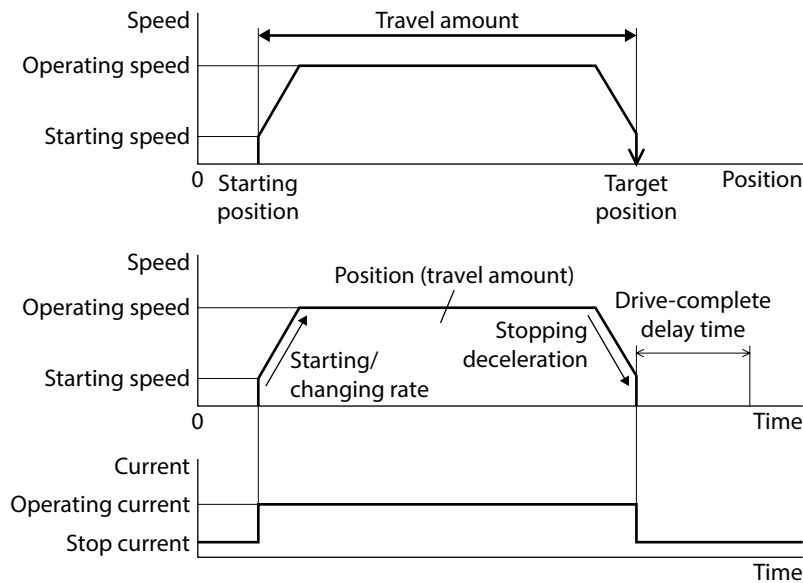 Speed
Travel amount
Operating speed
Starting speed
0
Starting
position
Target
position
Position
Speed
Position (travel amount)
Operating speed
Drive-complete
delay time
Stopping
deceleration
Starting/
changing rate
Starting speed
0
Time
Current
Operating current
Stop current
Time